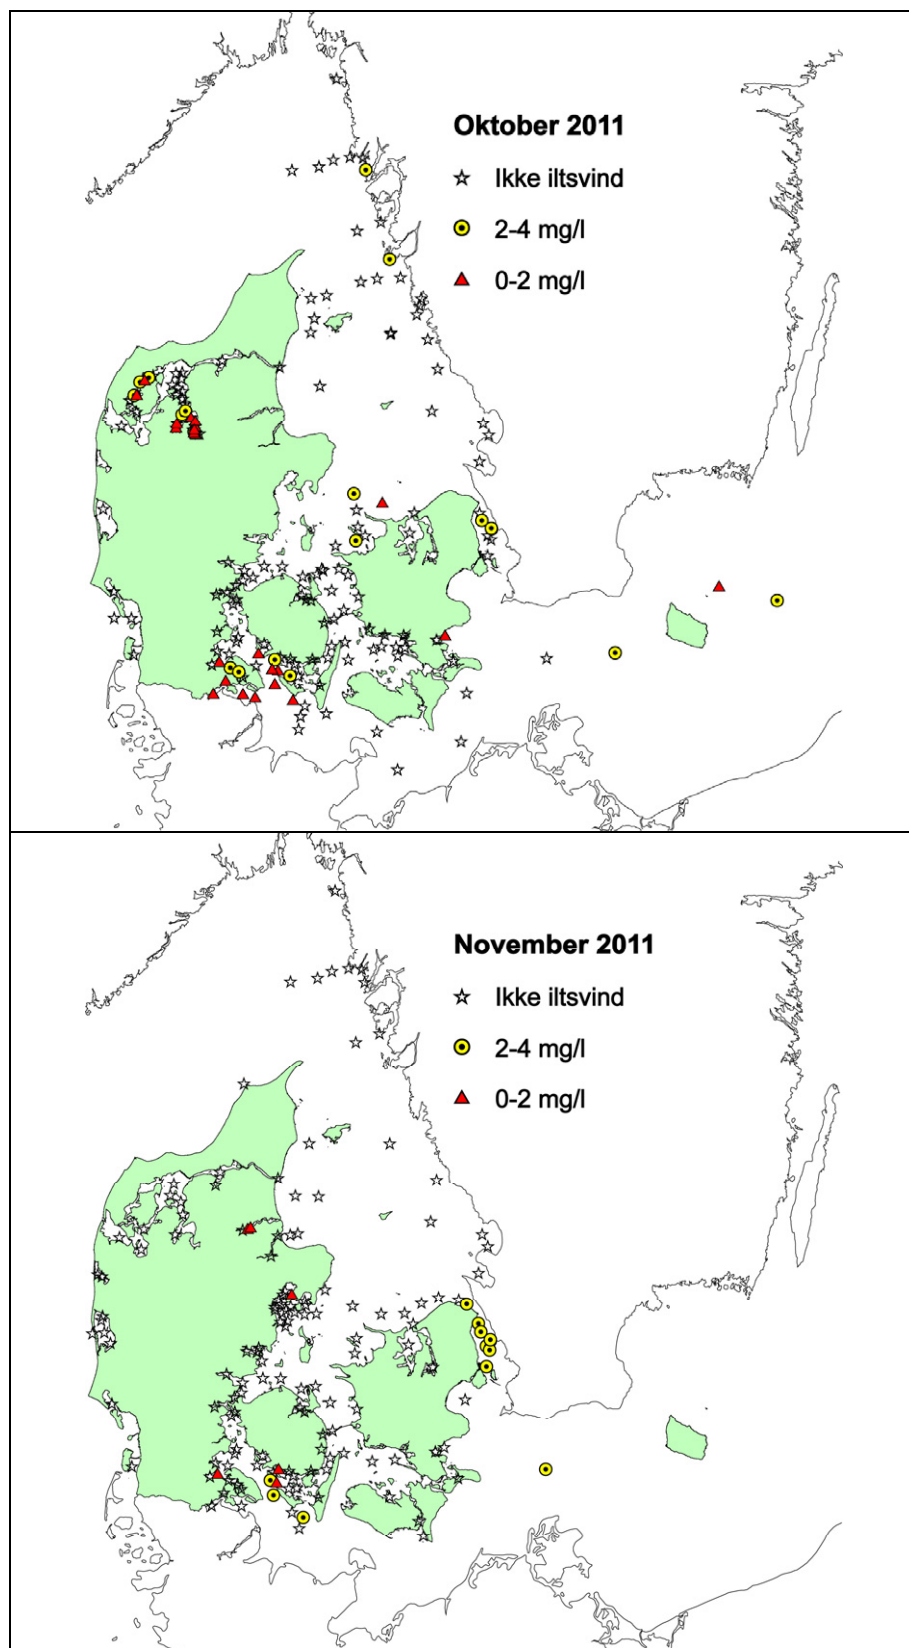 Oktober 2011
Ikke iltsvind
2-4 mg/l
0-2 mg/l
November 2011
Ikke iltsvind
2-4 mg/l
0-2 mg/l